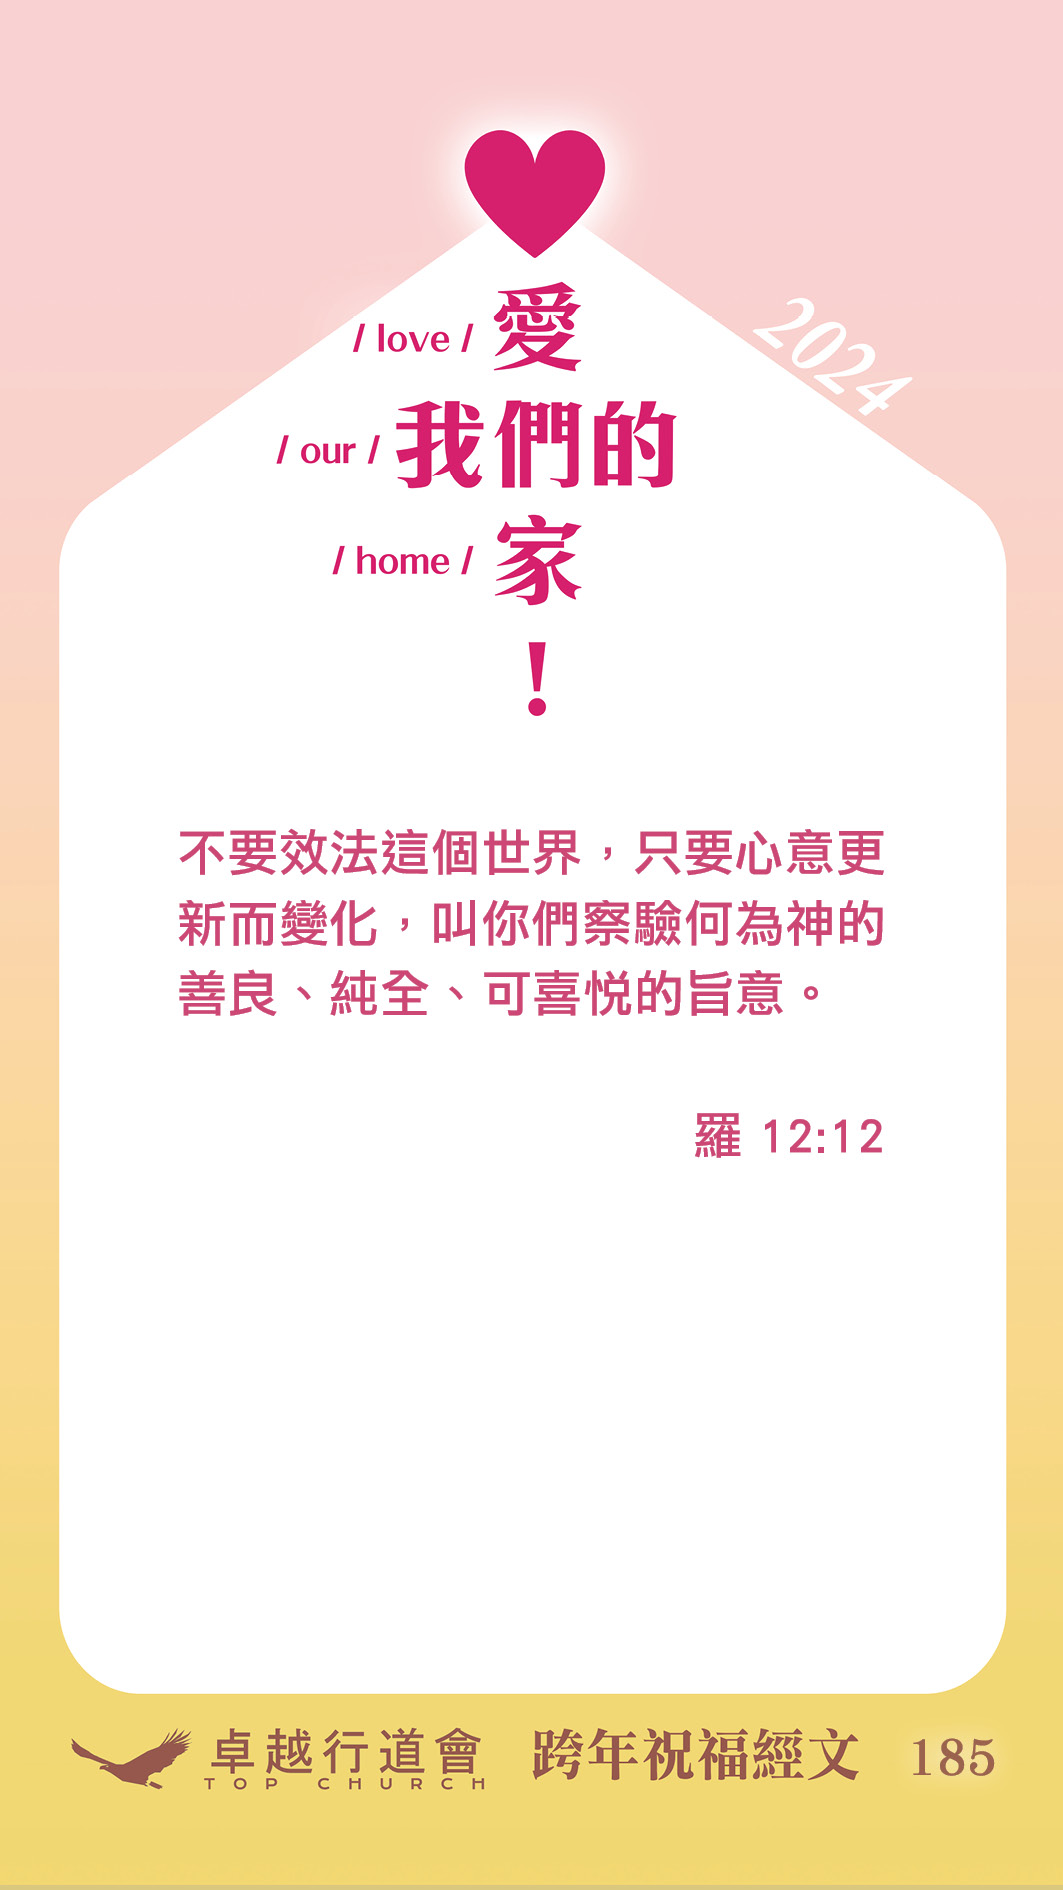 2024
/ love / 愛
/ our / 我們的
/ home / 家
!
不要效法這個世界，只要心意更
新而變化，叫你們察驗何為神的
善良、純全、可喜悅的旨意。
羅 12:12
卓越行道會 跨年祝福經文 185
TOP CHURCH